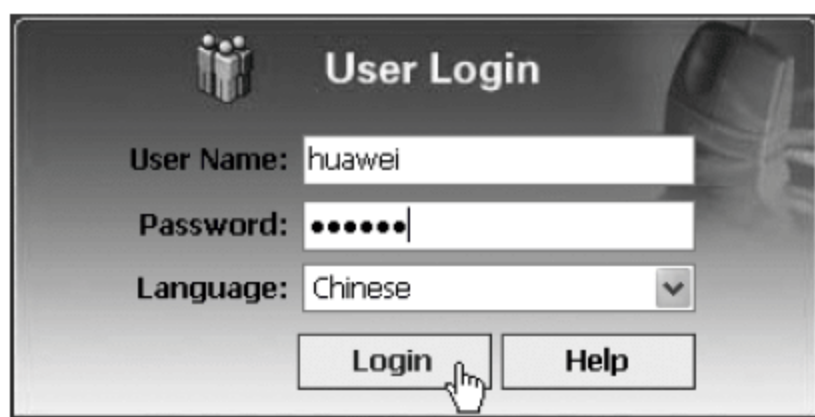 User Login
User Name: huawei
Password: ●●●●●●
Language: Chinese
Login Help